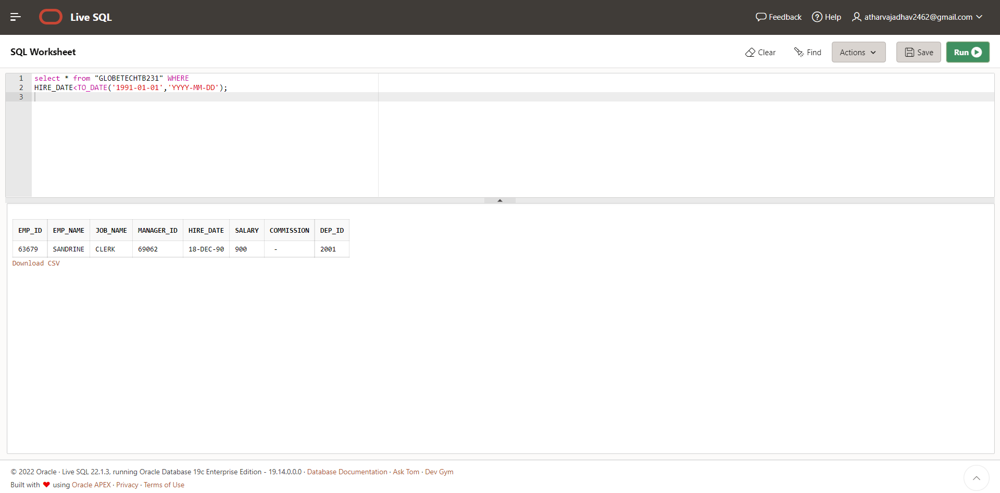 Live SQL
Feedback Help atharvajadhav2462@gmail.com
SQL Worksheet
Clear Find Actions Save Run
1 select * from "GLOBETECHTB231" WHERE
2 HIRE_DATE<TO_DATE('1991-01-01','YYYY-MM-DD');
3
EMP_ID EMP_NAME JOB_NAME MANAGER_ID HIRE_DATE SALARY COMMISSION DEP_ID
63679 SANDRINE CLERK 69062 18-DEC-90 900 - 2001
Download CSV
© 2022 Oracle · Live SQL 22.1.3, running Oracle Database 19c Enterprise Edition - 19.14.0.0.0 · Database Documentation · Ask Tom · Dev Gym
Built with ❤ using Oracle APEX · Privacy · Terms of Use